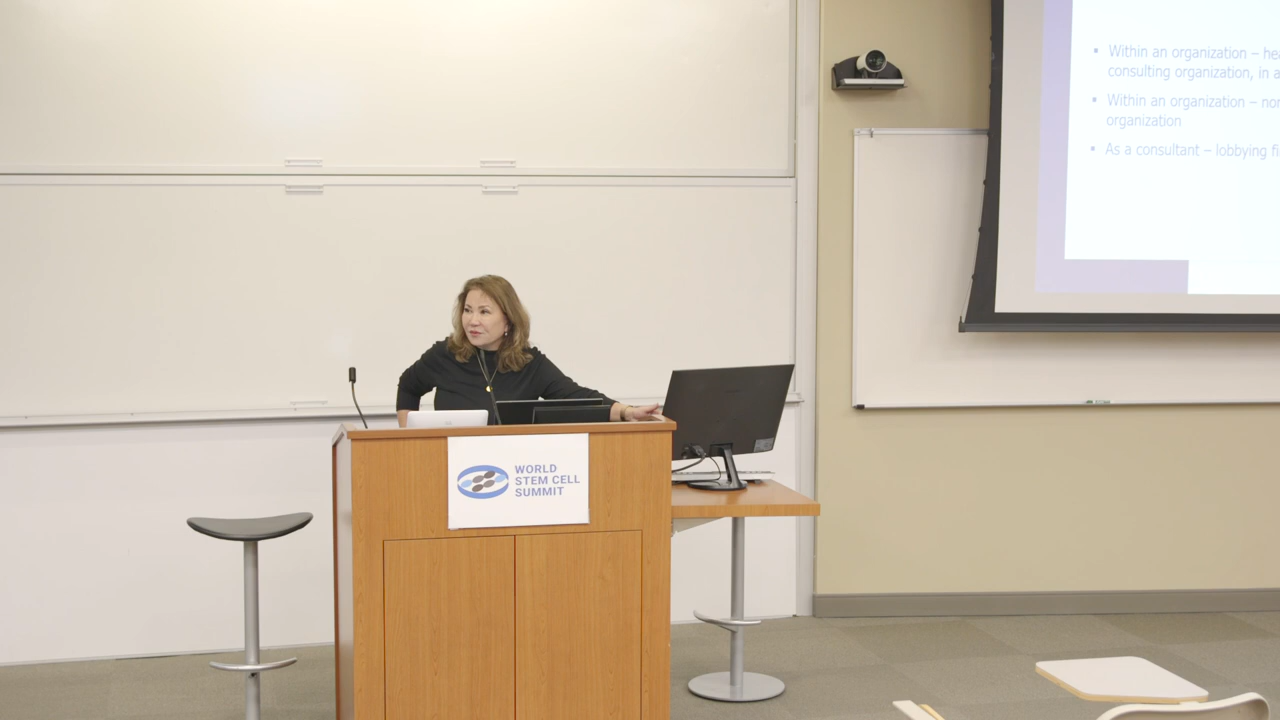 • Within an organization – hea
consulting organization, in a
• Within an organization – nor
organization
• As a consultant – lobbying fi
WORLD
STEM CELL
SUMMIT